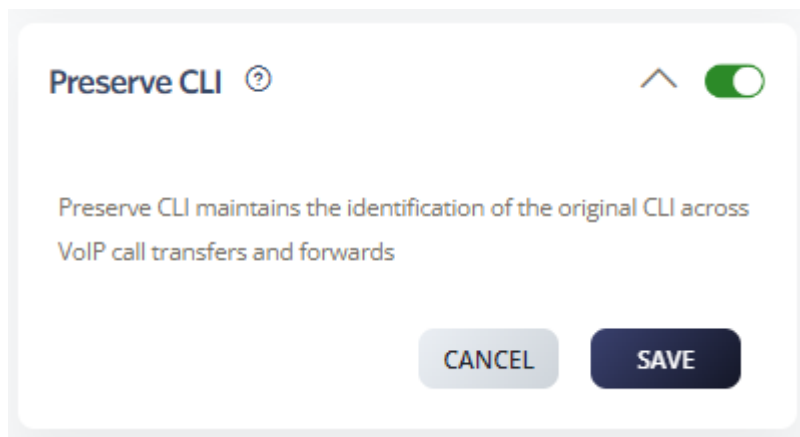 Preserve CLI ?
Preserve CLI maintains the identification of the original CLI across
VoIP call transfers and forwards
CANCEL SAVE